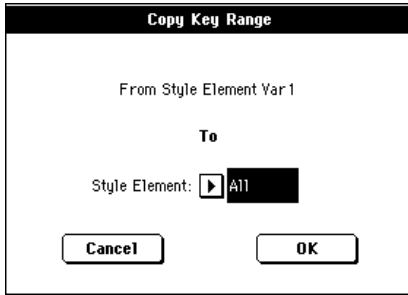 Copy Key Range
From Style Element Var1
To
Style Element: All
Cancel OK